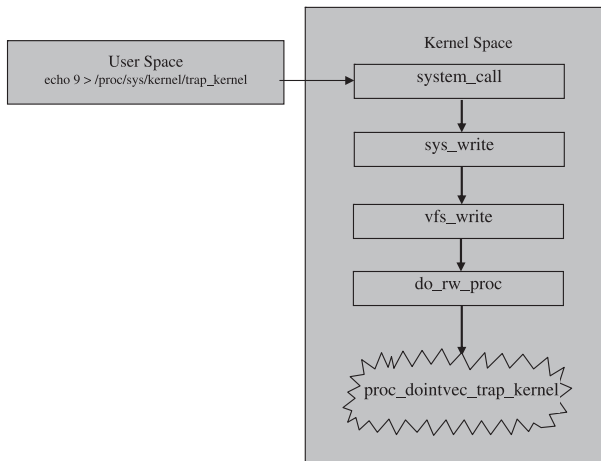 User Space
echo 9 > /proc/sys/kernel/trap_kernel
Kernel Space
system_call
sys_write
vfs_write
do_rw_proc
proc_dointvec_trap_kernel